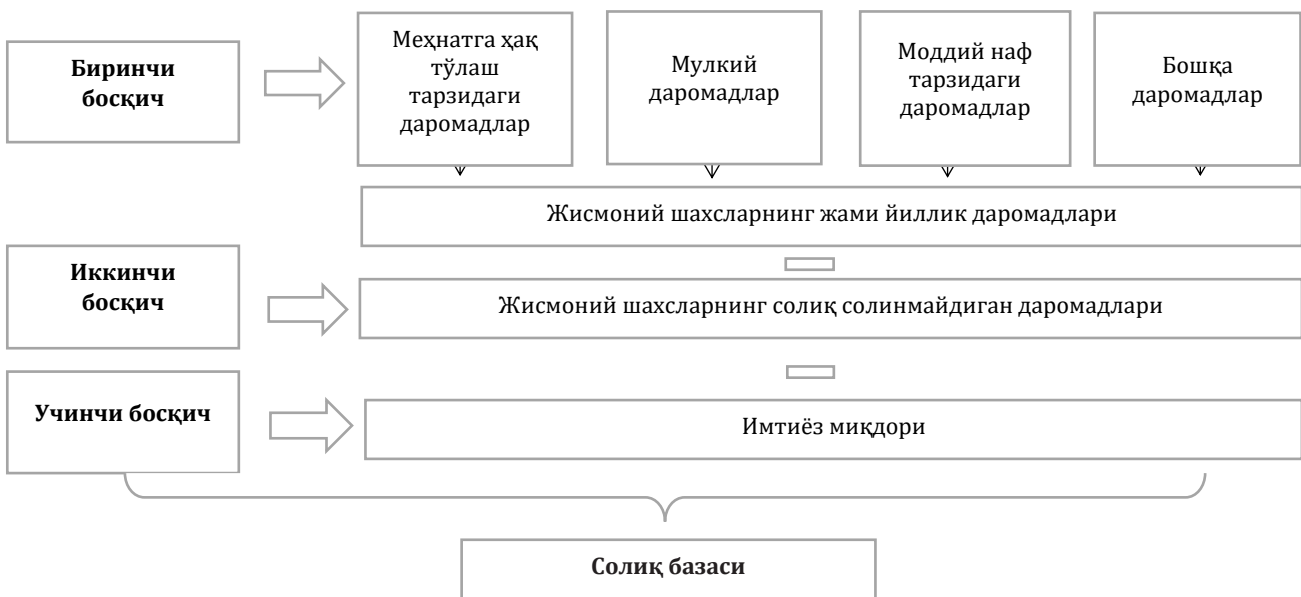 Биринчи
босқич
Меҳнатга ҳақ
тўлаш
тарзидаги
даромадлар
Мулкий
даромадлар
Моддий наф
тарзидаги
даромадлар
Бошқа
даромадлар
Жисмоний шахсларнинг жами йиллик даромадлари
Иккинчи
босқич
Жисмоний шахсларнинг солиқ солинмайдиган даромадлари
Учинчи босқич
Имтиёз миқдори
Солиқ базаси